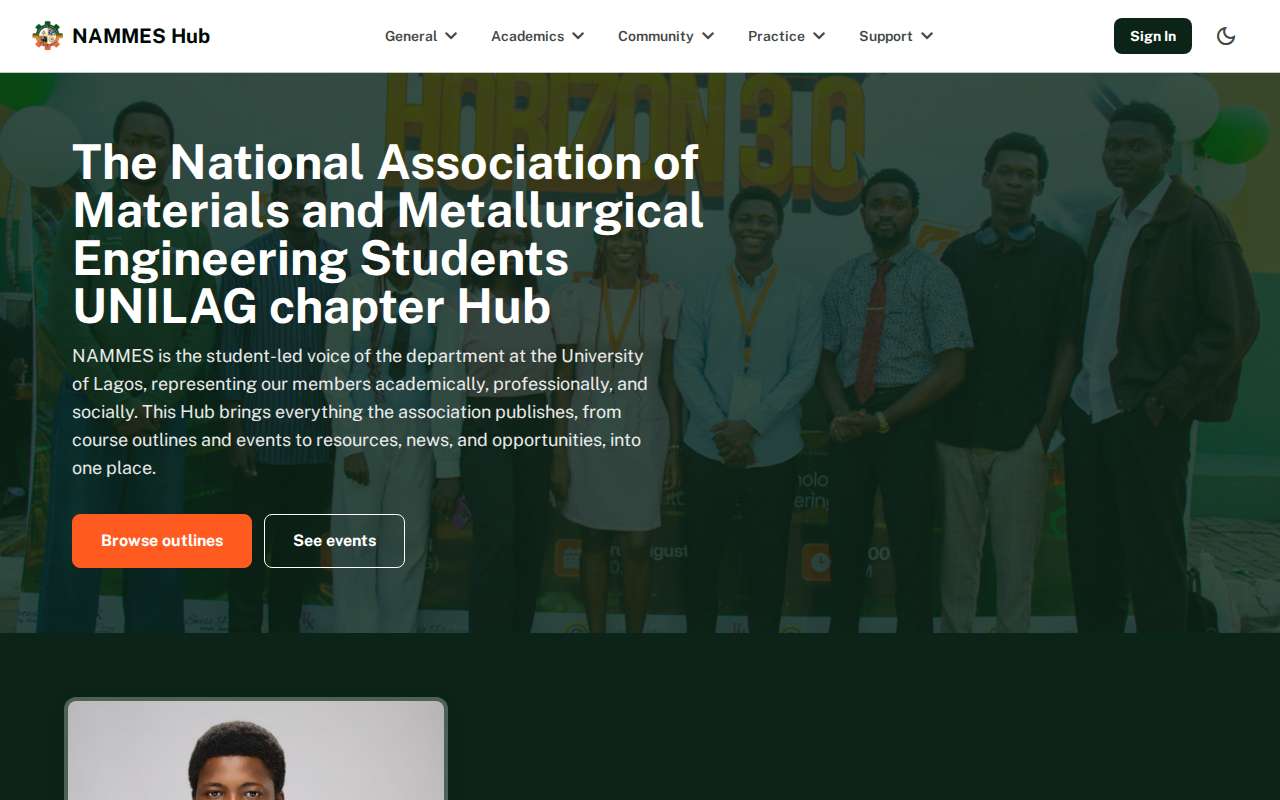 NAMMES Hub
General
Academics
Community
Practice
Support
Sign In
HORIZON 3.0
The National Association of
Materials and Metallurgical
Engineering Students
UNILAG chapter Hub
NAMMES is the student-led voice of the department at the University
of Lagos, representing our members academically, professionally, and
socially. This Hub brings everything the association publishes, from
course outlines and events to resources, news, and opportunities, into
one place.
Browse outlines
See events